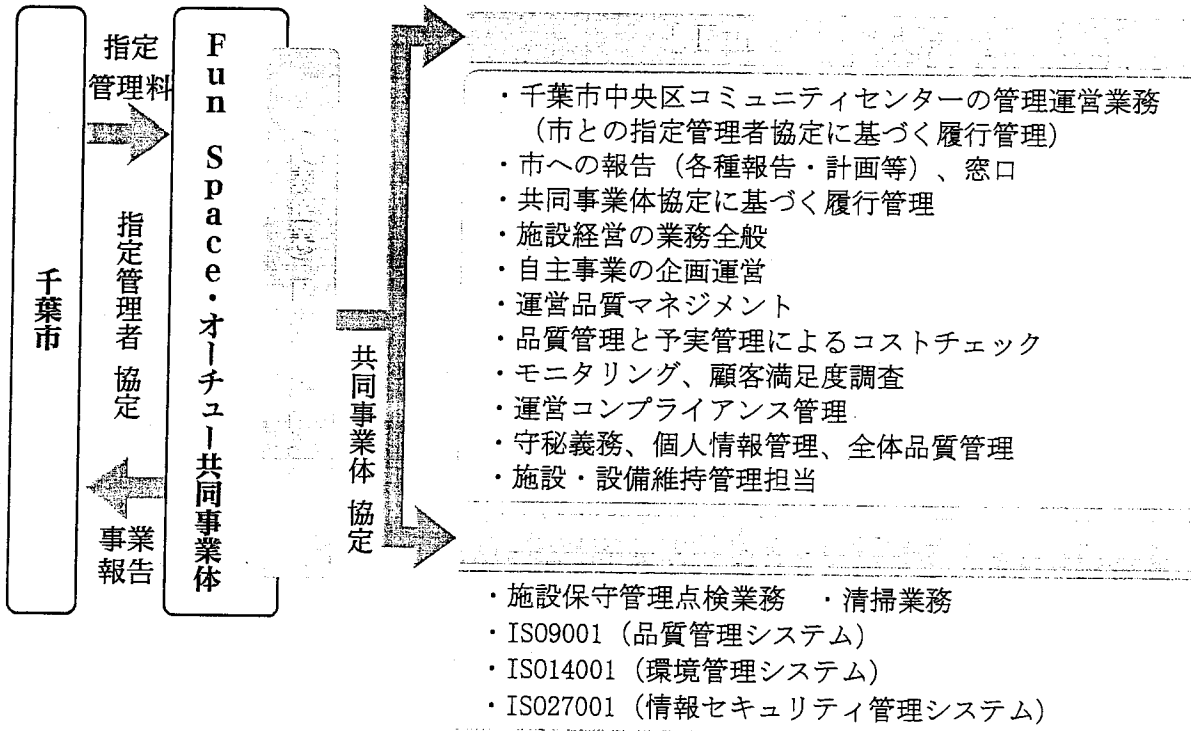 千葉市
指定
管理料
指定管理者 協定
事業
報告
Fun Space・オーチュー共同事業体
共同事業体 協定
・千葉市中央区コミュニティセンターの管理運営業務
（市との指定管理者協定に基づく履行管理）
・市への報告（各種報告・計画等）、窓口
・共同事業体協定に基づく履行管理
・施設経営の業務全般
・自主事業の企画運営
・運営品質マネジメント
・品質管理と予実管理によるコストチェック
・モニタリング、顧客満足度調査
・運営コンプライアンス管理
・守秘義務、個人情報管理、全体品質管理
・施設・設備維持管理担当
・施設保守管理点検業務　・清掃業務
・ISO9001（品質管理システム）
・ISO14001（環境管理システム）
・ISO27001（情報セキュリティ管理システム）